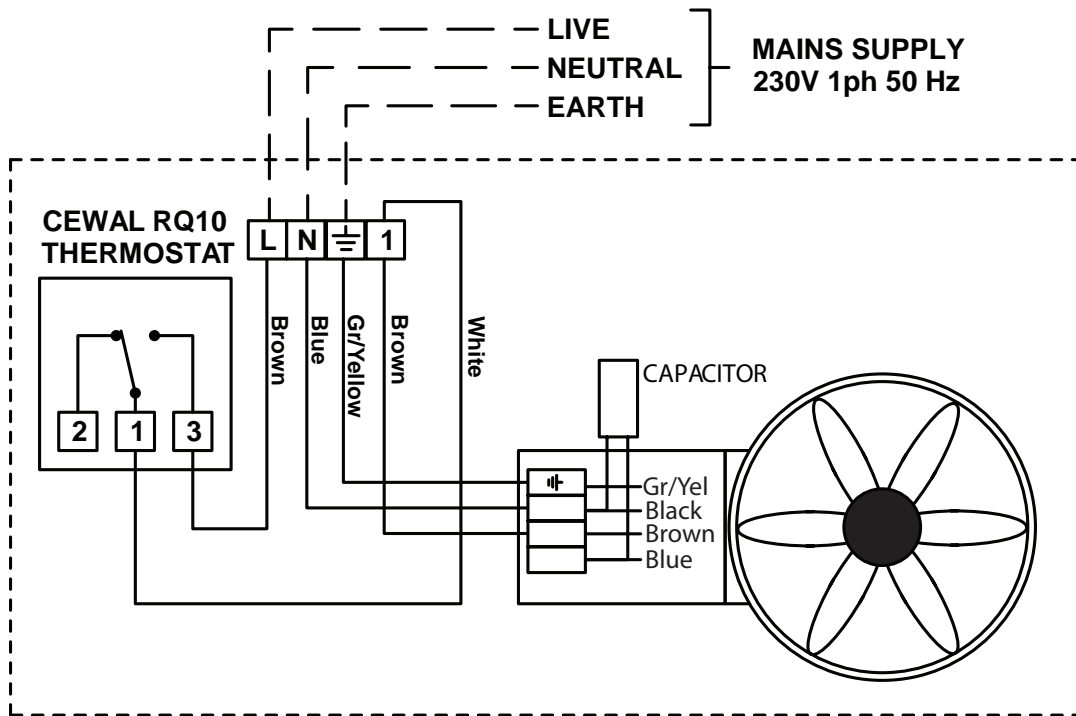 LIVE
NEUTRAL
EARTH
MAINS SUPPLY
230V 1ph 50 Hz
CEWAL RQ10
THERMOSTAT
L N 1
Brown
Blue
Gr/Yellow
Brown
White
2 1 3
CAPACITOR
Gr/Yel
Black
Brown
Blue